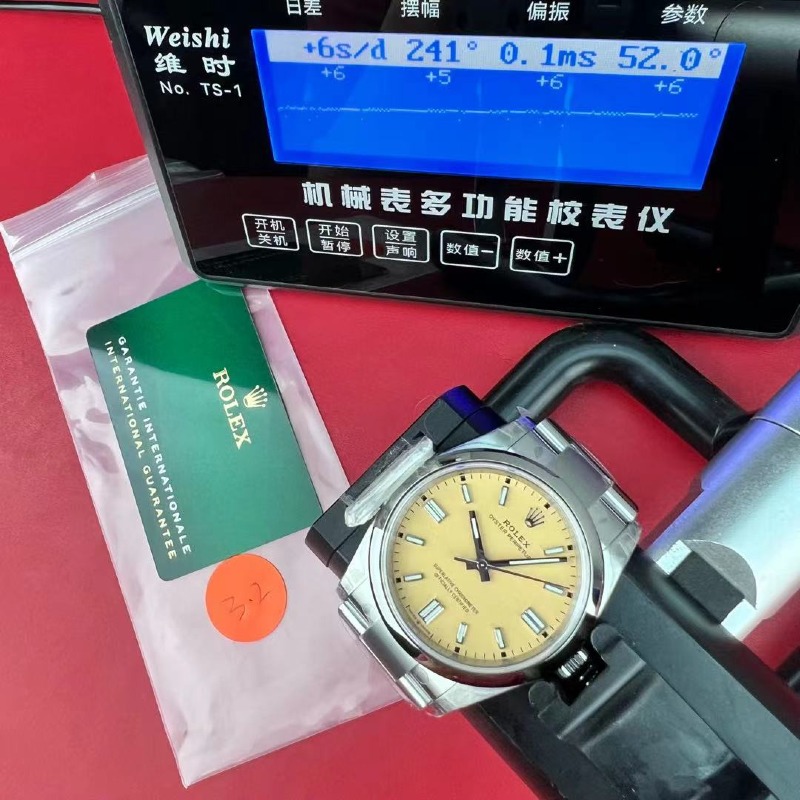 日差 摆幅 偏振 参数
Weishi
维时
No. TS-1
+6s/d 241° 0.1ms 52.0°
+6 +5 +6 +6
机械表多功能校表仪
开机
关机
开始
暂停
设置
声响
数值-
数值+
ROLEX
GARANTIE INTERNATIONALE
INTERNATIONAL GUARANTEE
3.2
ROLEX
OYSTER PERPETUAL
SUPERLATIVE CHRONOMETER
OFFICIALLY CERTIFIED